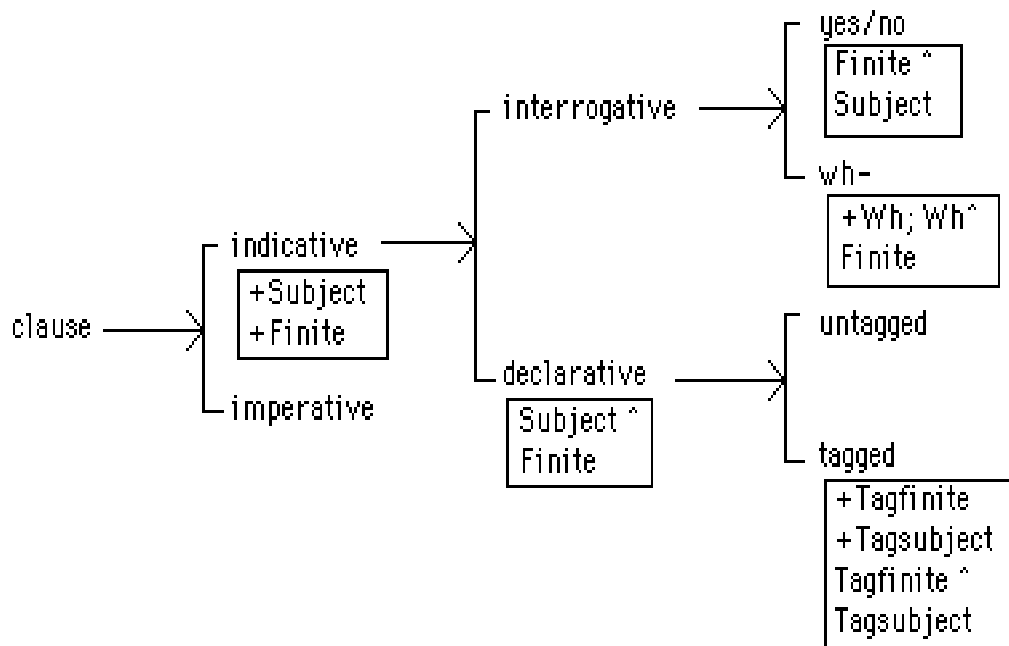 yes/no
Finite ^
Subject
interrogative
wh-
+Wh; Wh^
Finite
indicative
+Subject
+Finite
clause
imperative
untagged
declarative
Subject ^
Finite
tagged
+Tagfinite
+Tagsubject
Tagfinite ^
Tagsubject